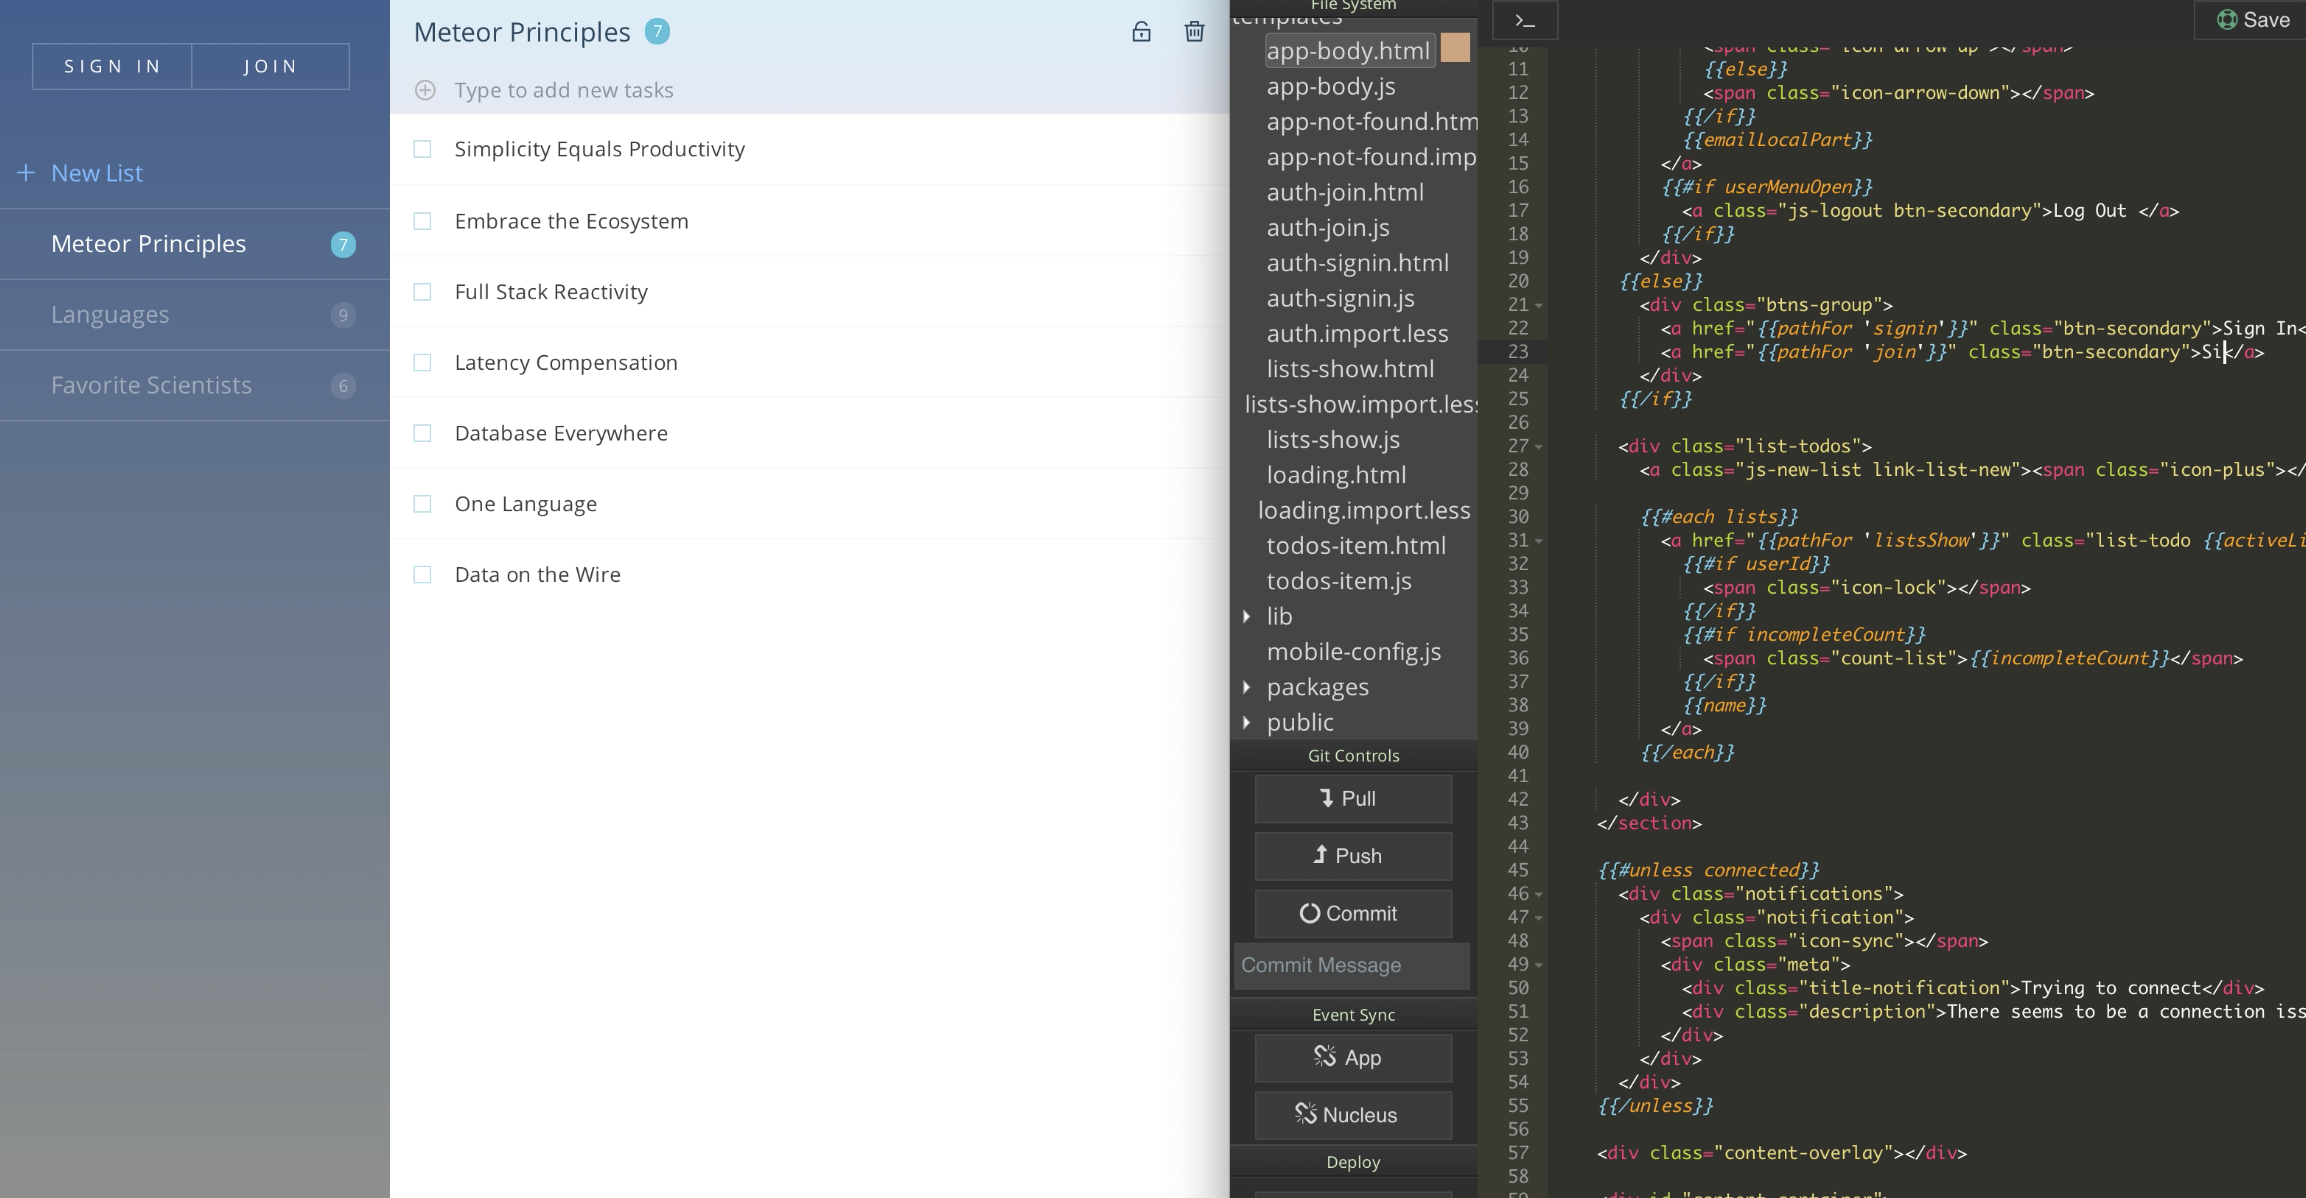 SIGN IN
JOIN
New List
Meteor Principles 7
Languages 9
Favorite Scientists 6
Meteor Principles 7
Type to add new tasks
Simplicity Equals Productivity
Embrace the Ecosystem
Full Stack Reactivity
Latency Compensation
Database Everywhere
One Language
Data on the Wire
File System
templates
app-body.html
app-body.js
app-not-found.htm
app-not-found.imp
auth-join.html
auth-join.js
auth-signin.html
auth-signin.js
auth.import.less
lists-show.html
lists-show.import.less
lists-show.js
loading.html
loading.import.less
todos-item.html
todos-item.js
lib
mobile-config.js
packages
public
Git Controls
Pull
Push
Commit
Commit Message
Event Sync
App
Nucleus
Deploy
>_
Save
10 <span class="icon-arrow-up"></span>
11 {{else}}
12 <span class="icon-arrow-down"></span>
13 {{/if}}
14 {{emailLocalPart}}
15 </a>
16 {{#if userMenuOpen}}
17 <a class="js-logout btn-secondary">Log Out </a>
18 {{/if}}
19 </div>
20 {{else}}
21 <div class="btns-group">
22 <a href="{{pathFor 'signin'}}" class="btn-secondary">Sign In<
23 <a href="{{pathFor 'join'}}" class="btn-secondary">Si</a>
24 </div>
25 {{/if}}
26
27 <div class="list-todos">
28 <a class="js-new-list link-list-new"><span class="icon-plus"></
29
30 {{#each lists}}
31 <a href="{{pathFor 'listsShow'}}" class="list-todo {{activeLi
32 {{#if userId}}
33 <span class="icon-lock"></span>
34 {{/if}}
35 {{#if incompleteCount}}
36 <span class="count-list">{{incompleteCount}}</span>
37 {{/if}}
38 {{name}}
39 </a>
40 {{/each}}
41
42 </div>
43 </section>
44
45 {{#unless connected}}
46 <div class="notifications">
47 <div class="notification">
48 <span class="icon-sync"></span>
49 <div class="meta">
50 <div class="title-notification">Trying to connect</div>
51 <div class="description">There seems to be a connection iss
52 </div>
53 </div>
54 </div>
55 {{/unless}}
56
57 <div class="content-overlay"></div>
58
59 <div id="content-container">